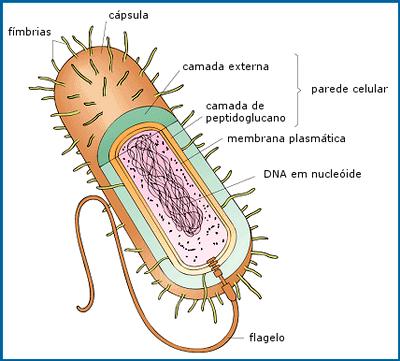 cápsula
fímbrias
camada externa
parede celular
camada de
peptidoglucano
membrana plasmática
DNA em nucleóide
flagelo